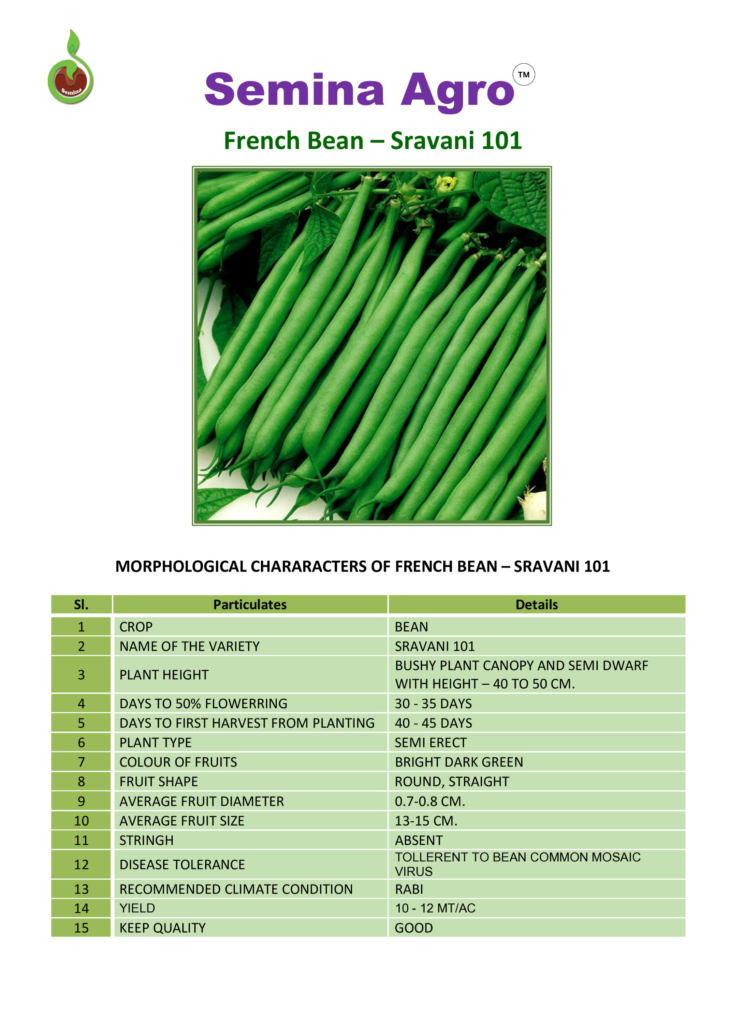 Semina
Semina Agro TM
French Bean – Sravani 101
MORPHOLOGICAL CHARARACTERS OF FRENCH BEAN – SRAVANI 101
Sl. Particulates Details
1 CROP BEAN
2 NAME OF THE VARIETY SRAVANI 101
3 PLANT HEIGHT BUSHY PLANT CANOPY AND SEMI DWARF
WITH HEIGHT – 40 TO 50 CM.
4 DAYS TO 50% FLOWERRING 30 - 35 DAYS
5 DAYS TO FIRST HARVEST FROM PLANTING 40 - 45 DAYS
6 PLANT TYPE SEMI ERECT
7 COLOUR OF FRUITS BRIGHT DARK GREEN
8 FRUIT SHAPE ROUND, STRAIGHT
9 AVERAGE FRUIT DIAMETER 0.7-0.8 CM.
10 AVERAGE FRUIT SIZE 13-15 CM.
11 STRINGH ABSENT
12 DISEASE TOLERANCE TOLLERENT TO BEAN COMMON MOSAIC
VIRUS
13 RECOMMENDED CLIMATE CONDITION RABI
14 YIELD 10 - 12 MT/AC
15 KEEP QUALITY GOOD